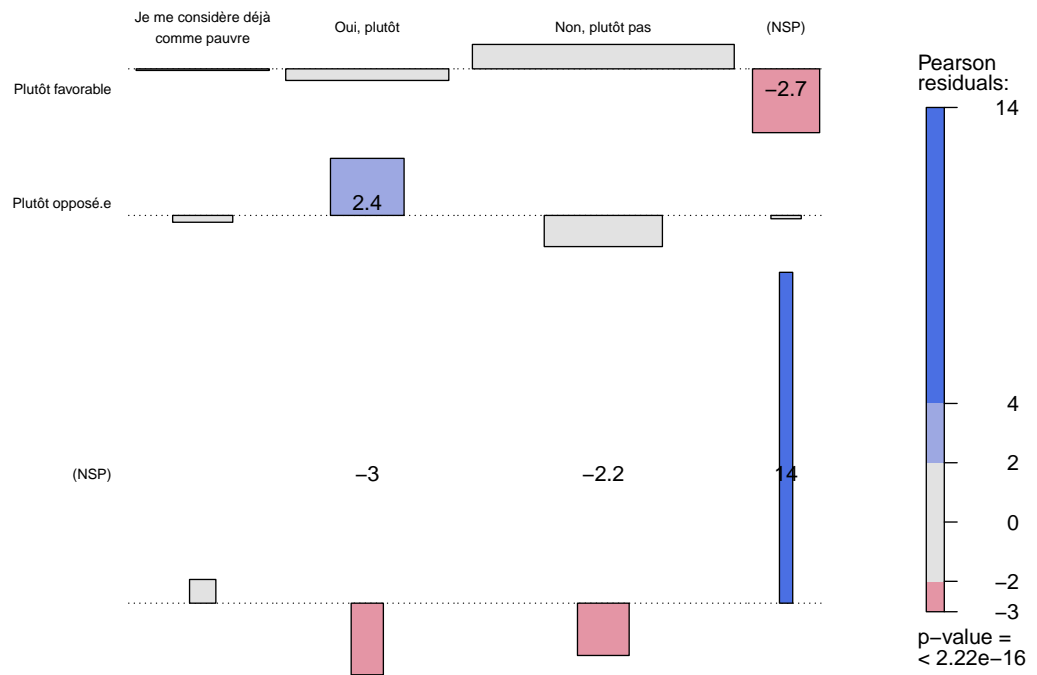 Je me considère déjà
comme pauvre
Oui, plutôt
Non, plutôt pas
(NSP)
Plutôt favorable
−2.7
Plutôt opposé.e
2.4
(NSP)
−3
−2.2
14
Pearson
residuals:
14
4
2
0
−2
−3
p−value =
< 2.22e−16